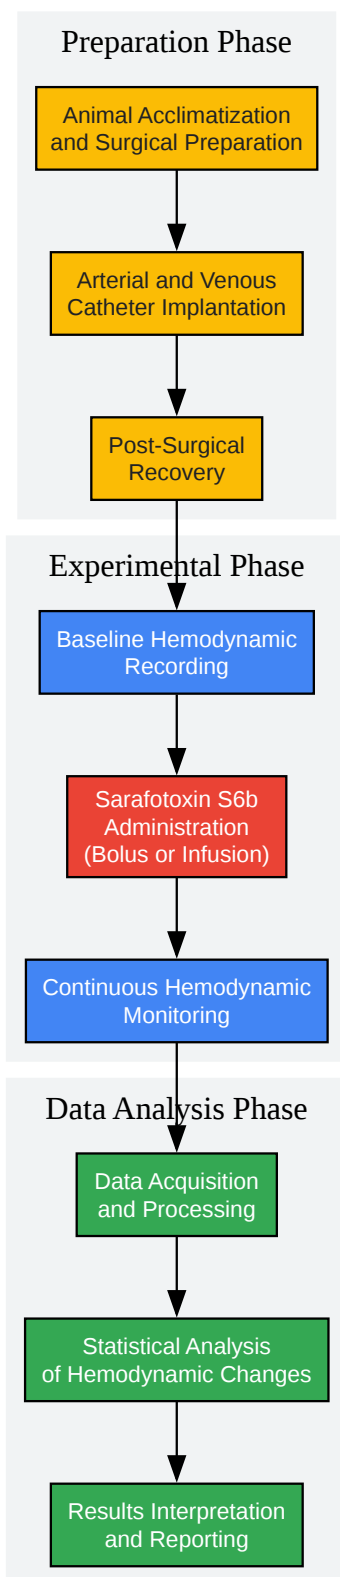 Preparation Phase
Animal Acclimatization
and Surgical Preparation
Arterial and Venous
Catheter Implantation
Post-Surgical
Recovery
Experimental Phase
Baseline Hemodynamic
Recording
Sarafotoxin S6b
Administration
(Bolus or Infusion)
Continuous Hemodynamic
Monitoring
Data Analysis Phase
Data Acquisition
and Processing
Statistical Analysis
of Hemodynamic Changes
Results Interpretation
and Reporting